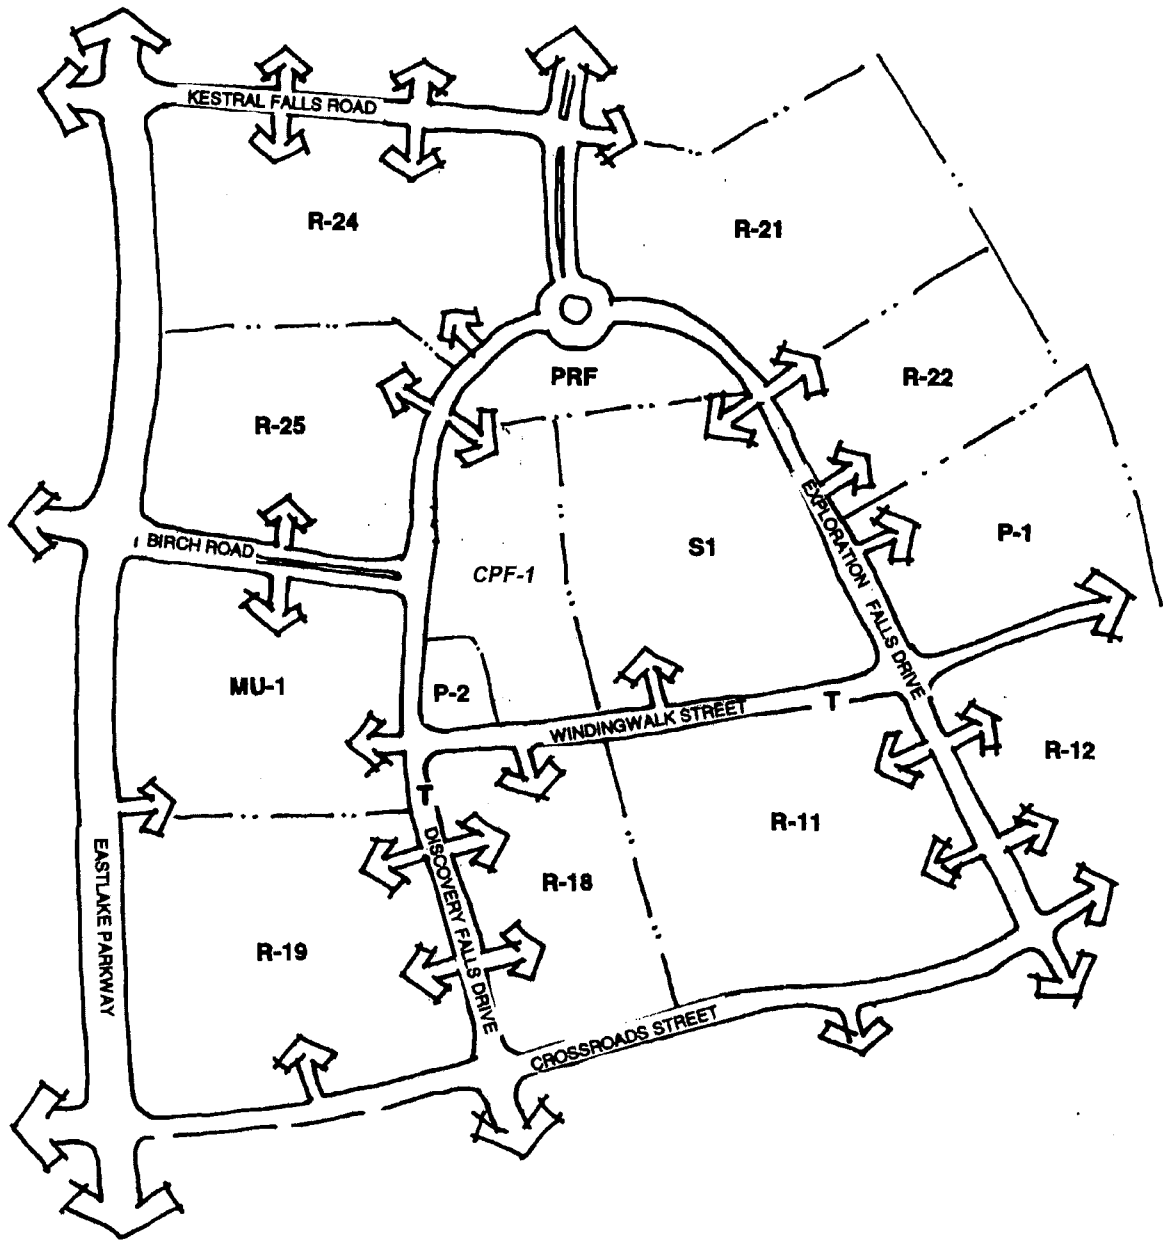 KESTRAL FALLS ROAD
R-24
R-21
PRF
R-22
R-25
EXPLORATION FALLS DRIVE
BIRCH ROAD
S1
P-1
CPF-1
MU-1
P-2
WINDINGWALK STREET
T
R-12
T
R-11
EASTLAKE PARKWAY
DISCOVERY FALLS DRIVE
R-18
R-19
CROSSROADS STREET